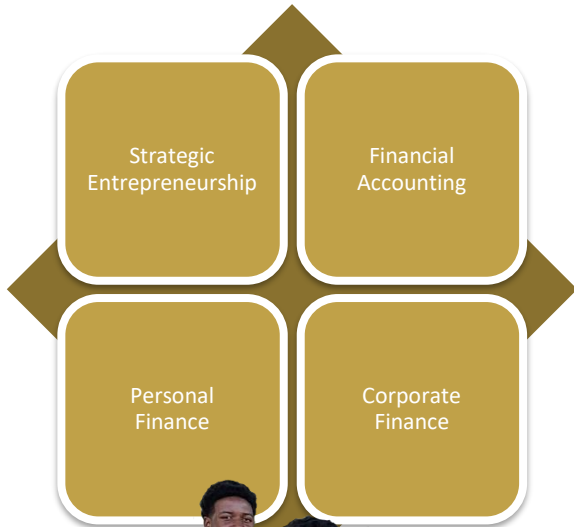 Strategic
Entrepreneurship
Financial
Accounting
Personal
Finance
Corporate
Finance